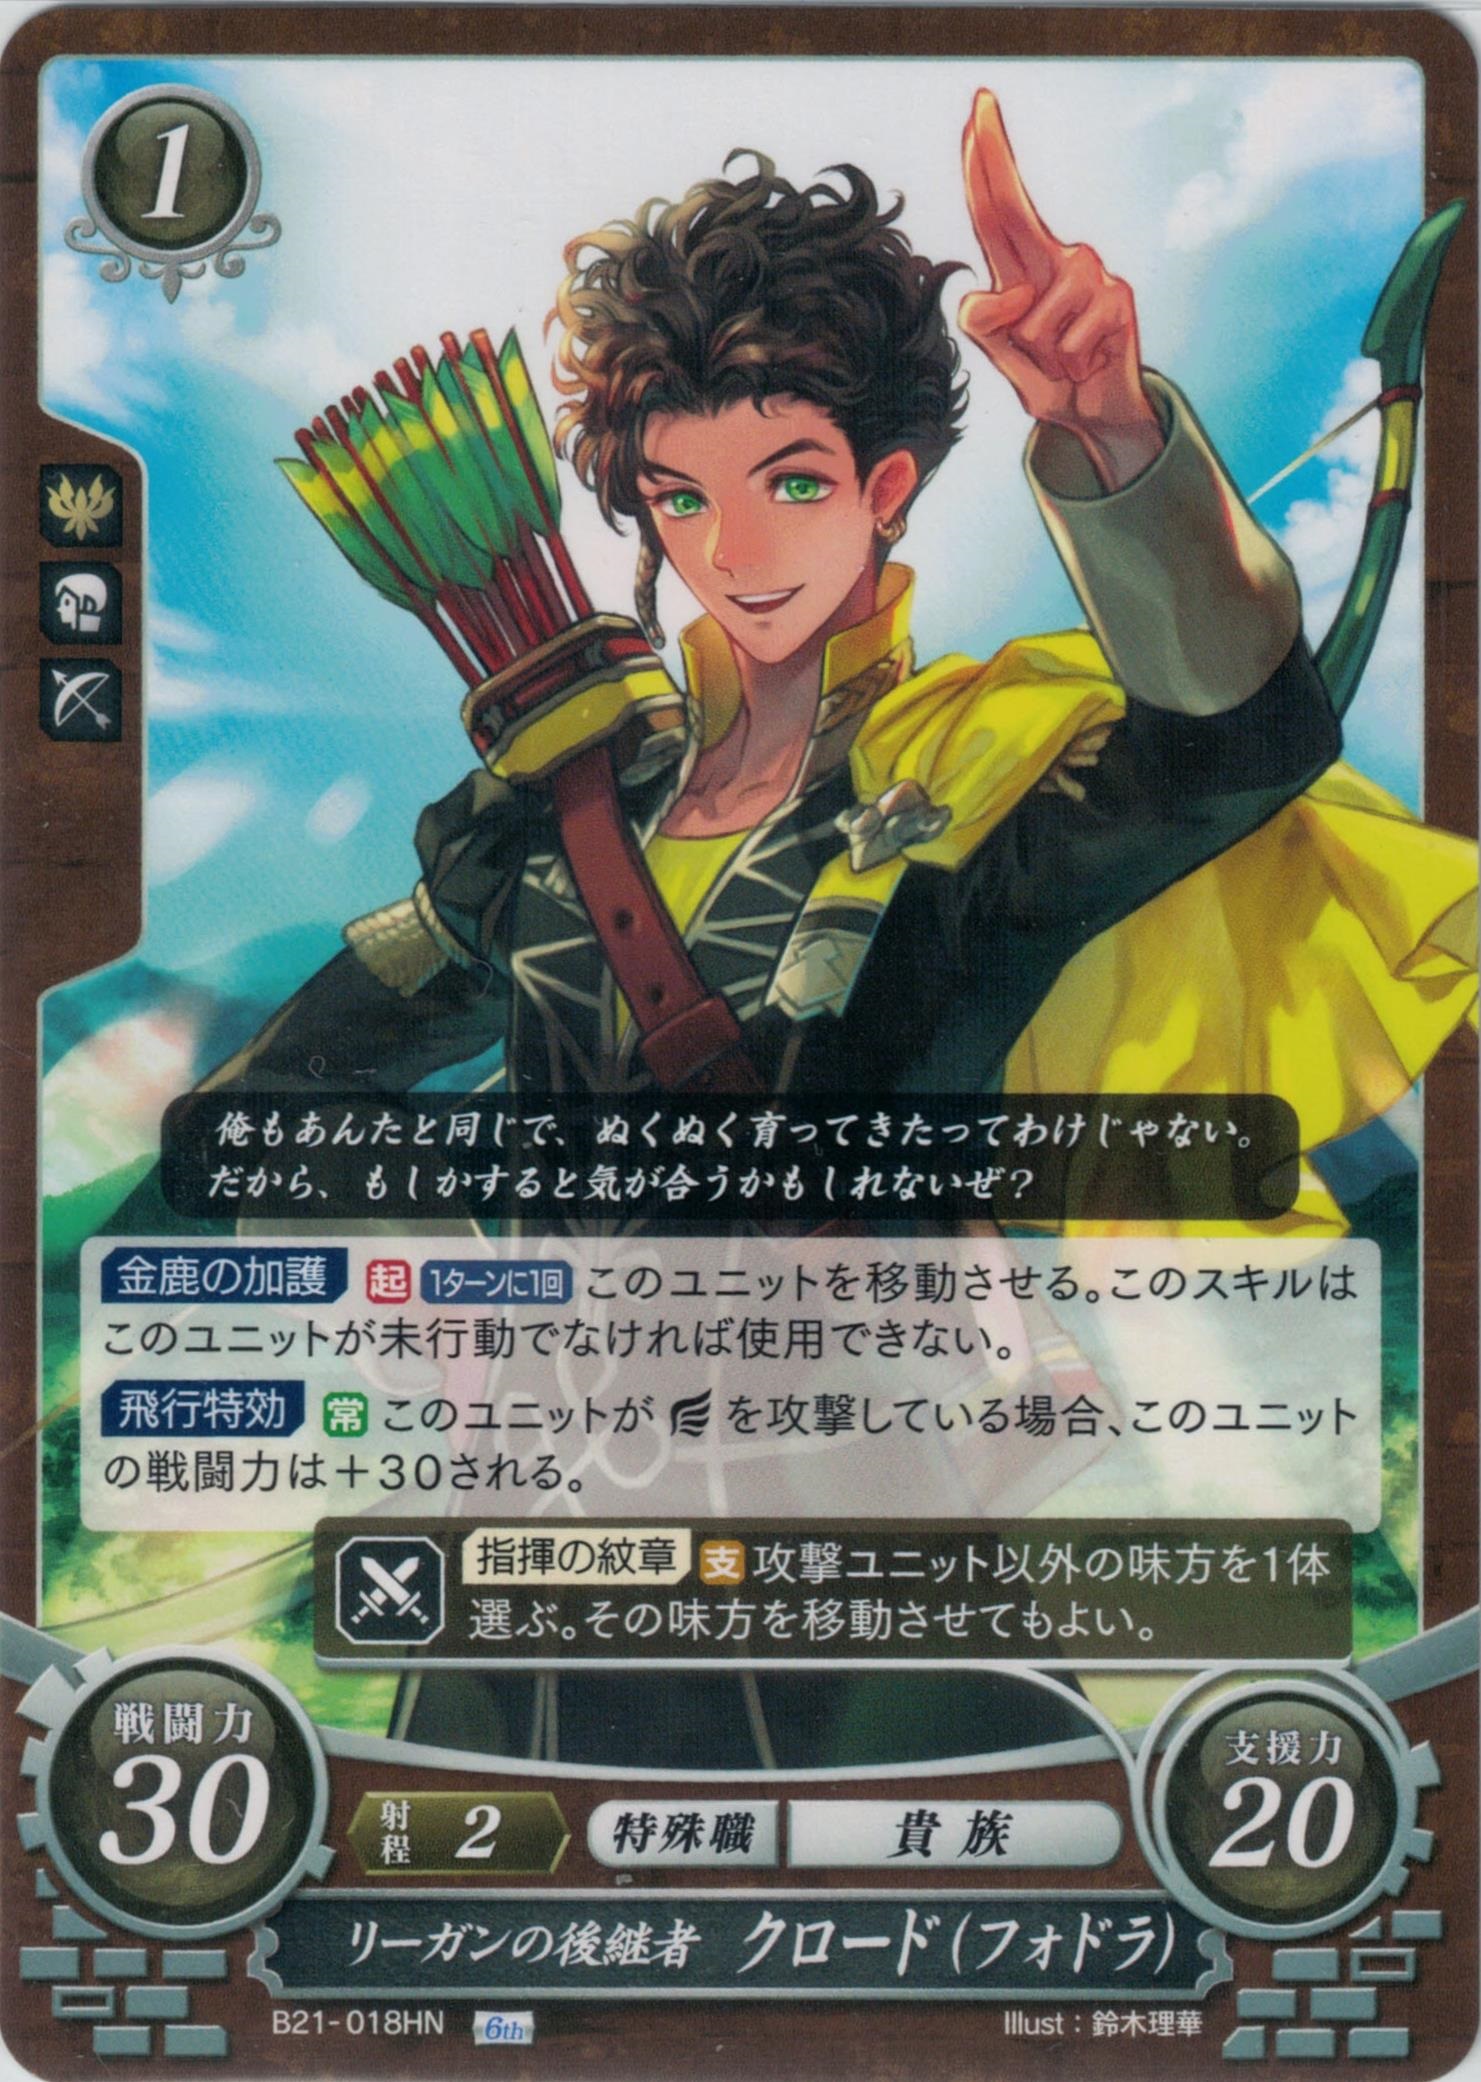 1
俺もあんたと同じで、ぬくぬく育ってきたってわけじゃない。
だから、もしかすると気が合うかもしれないぜ？
金鹿の加護 起 1ターンに1回 このユニットを移動させる。このスキルは
このユニットが未行動でなければ使用できない。
飛行特効 常 このユニットが を攻撃している場合、このユニット
の戦闘力は＋30される。
指揮の紋章 支 攻撃ユニット以外の味方を1体
選ぶ。その味方を移動させてもよい。
戦闘力
30
射程 2
特殊職 貴族
支援力
20
リーガンの後継者 クロード(フォドラ)
B21-018HN 6th
Illust：鈴木理華